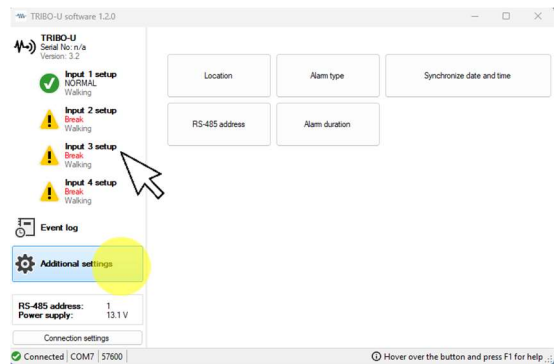 TRIBO-U software 1.2.0
TRIBO-U
Serial No: n/a
Version: 3.2
Input 1 setup
NORMAL
Walking
Input 2 setup
Break
Walking
Input 3 setup
Break
Walking
Input 4 setup
Break
Walking
Event log
Additional settings
RS-485 address: 1
Power supply: 13.1 V
Connection settings
Location
Alarm type
Synchronize date and time
RS-485 address
Alarm duration
Connected COM7 57600
Hover over the button and press F1 for help